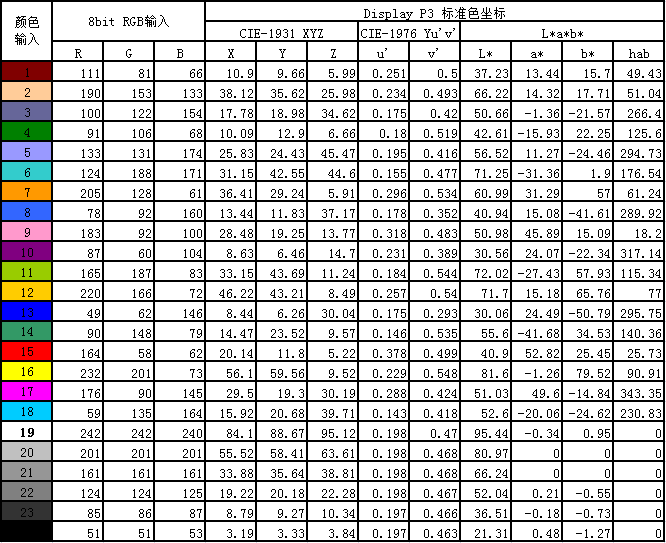 颜色输入 8bit RGB输入 Display P3 标准色坐标
CIE-1931 XYZ CIE-1976 Yu'v' L*a*b*
R G B X Y Z u' v' L* a* b* hab
1 111 81 66 10.9 9.66 5.99 0.251 0.5 37.23 13.44 15.7 49.43
2 190 153 133 38.12 35.62 25.98 0.234 0.493 66.22 14.32 17.71 51.04
3 100 122 154 17.78 18.98 34.62 0.175 0.42 50.66 -1.36 -21.57 266.4
4 91 106 68 10.09 12.9 6.66 0.18 0.519 42.61 -15.93 22.25 125.6
5 133 131 174 25.83 24.43 45.47 0.195 0.416 56.52 11.27 -24.46 294.73
6 124 188 171 31.15 42.55 44.6 0.155 0.477 71.25 -31.36 1.9 176.54
7 205 128 61 36.41 29.24 5.91 0.296 0.534 60.99 31.29 57 61.24
8 78 92 160 13.44 11.83 37.17 0.178 0.352 40.94 15.08 -41.61 289.92
9 183 92 100 28.48 19.25 13.77 0.318 0.483 50.98 45.89 15.09 18.2
10 87 60 104 8.63 6.46 14.7 0.231 0.389 30.56 24.07 -22.34 317.14
11 165 187 83 33.15 43.69 11.24 0.184 0.544 72.02 -27.43 57.93 115.34
12 220 166 72 46.22 43.21 8.49 0.257 0.54 71.7 15.18 65.76 77
13 49 62 146 8.44 6.26 30.04 0.175 0.293 30.06 24.49 -50.79 295.75
14 90 148 79 14.47 23.52 9.57 0.146 0.535 55.6 -41.68 34.53 140.36
15 164 58 62 20.14 11.8 5.22 0.378 0.499 40.9 52.82 25.45 25.73
16 232 201 73 56.1 59.56 9.52 0.229 0.548 81.6 -1.26 79.52 90.91
17 176 90 145 29.5 19.3 30.19 0.288 0.424 51.03 49.6 -14.84 343.35
18 59 135 164 15.92 20.68 39.71 0.143 0.418 52.6 -20.06 -24.62 230.83
19 242 242 240 84.1 88.67 95.12 0.198 0.47 95.44 -0.34 0.95 0
20 201 201 201 55.52 58.41 63.61 0.198 0.468 80.97 0 0 0
21 161 161 161 33.88 35.64 38.81 0.198 0.468 66.24 0 0 0
22 124 124 125 19.22 20.18 22.28 0.198 0.467 52.04 0.21 -0.55 0
23 85 86 87 8.79 9.27 10.34 0.197 0.466 36.51 -0.18 -0.73 0
51 51 53 3.19 3.33 3.84 0.197 0.463 21.31 0.48 -1.27 0